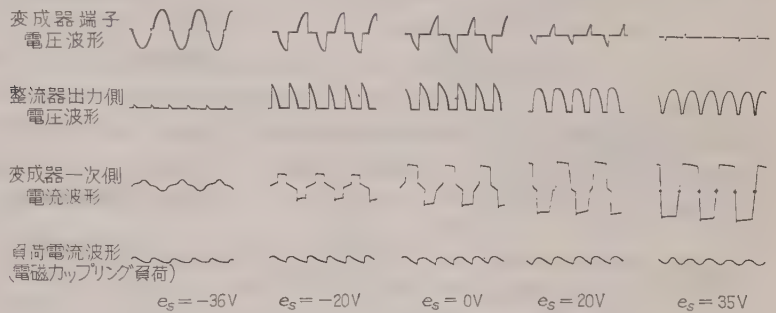 変成器端子
電圧波形
整流器出力側
電圧波形
変成器一次側
電流波形
負荷電流波形
(電磁カップリング負荷)
e_s = -36V e_s = -20V e_s = 0V e_s = 20V e_s = 35V